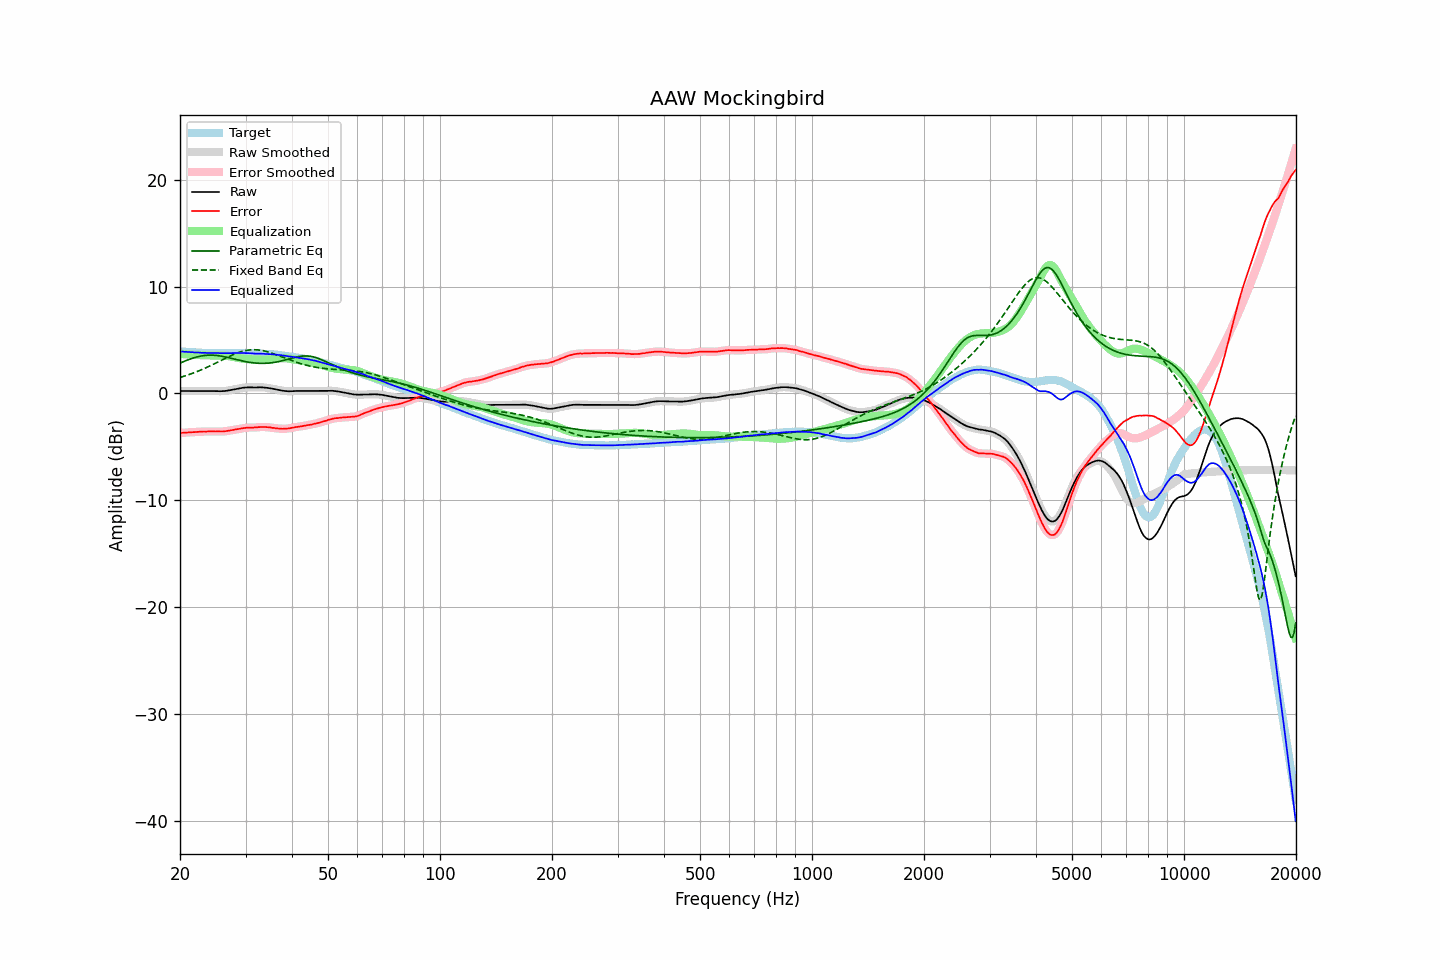 AAW Mockingbird
Target
Raw Smoothed
Error Smoothed
Raw
Error
Equalization
Parametric Eq
Fixed Band Eq
Equalized
20
10
0
−10
−20
−30
−40
Amplitude (dBr)
20 50 100 200 500 1000 2000 5000 10000 20000
Frequency (Hz)